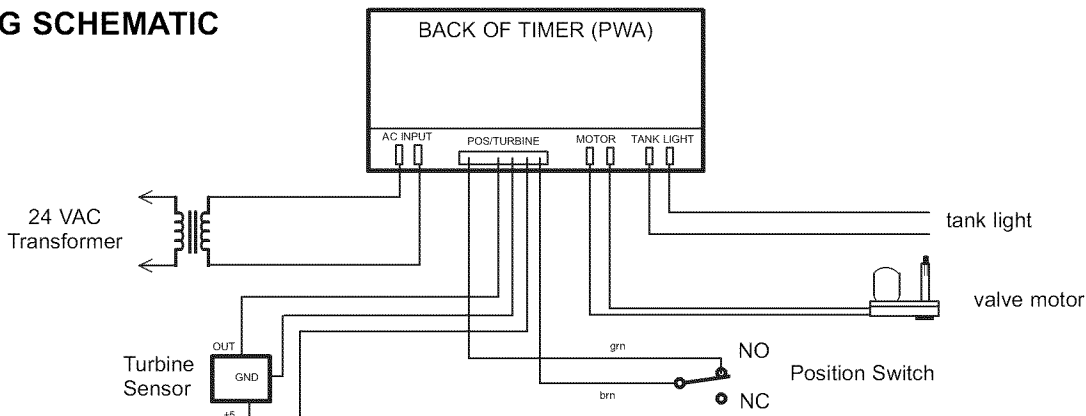 G SCHEMATIC
BACK OF TIMER (PWA)
AC INPUT
POS/TURBINE
MOTOR
TANK LIGHT
24 VAC
Transformer
tank light
valve motor
OUT
Turbine
Sensor
GND
+5
grn
NO
Position Switch
brn
NC